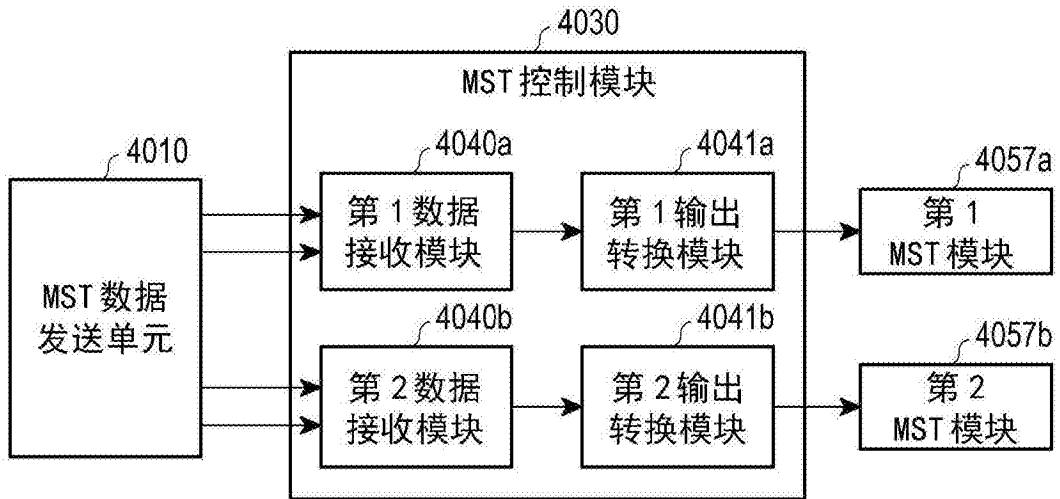 4030
MST 控制模块
4010
MST 数据
发送单元
4040a
第 1 数据
接收模块
4041a
第 1 输出
转换模块
4057a
第 1
MST 模块
4040b
第 2 数据
接收模块
4041b
第 2 输出
转换模块
4057b
第 2
MST 模块